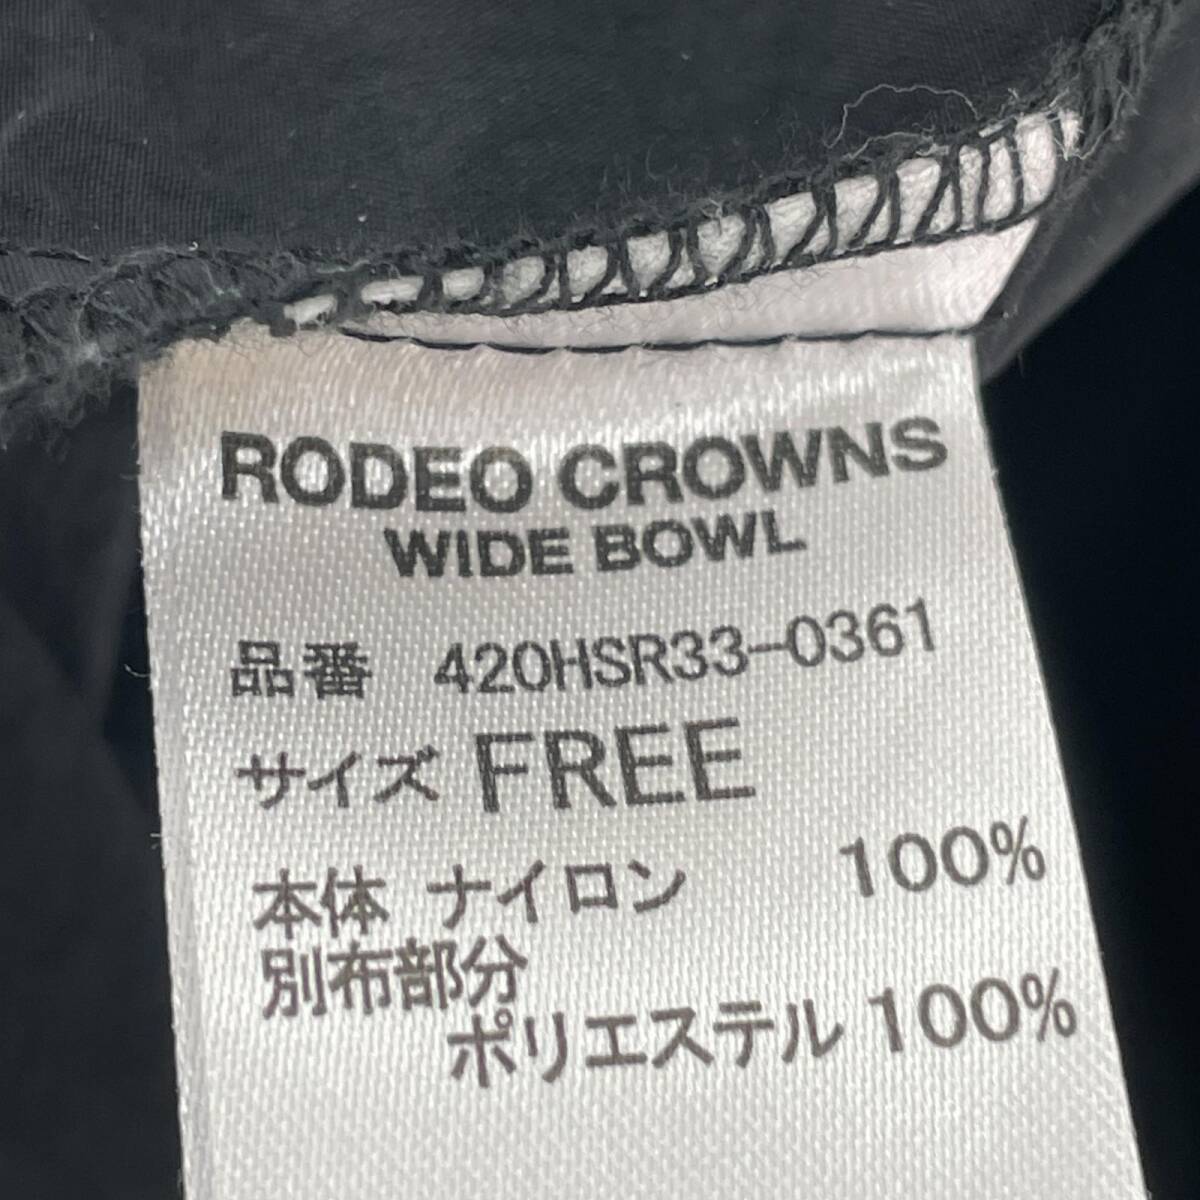 RODEO CROWNS
WIDE BOWL
品番 420HSR33-0361
サイズ FREE
本体 ナイロン 100%
別布部分
ポリエステル 100%